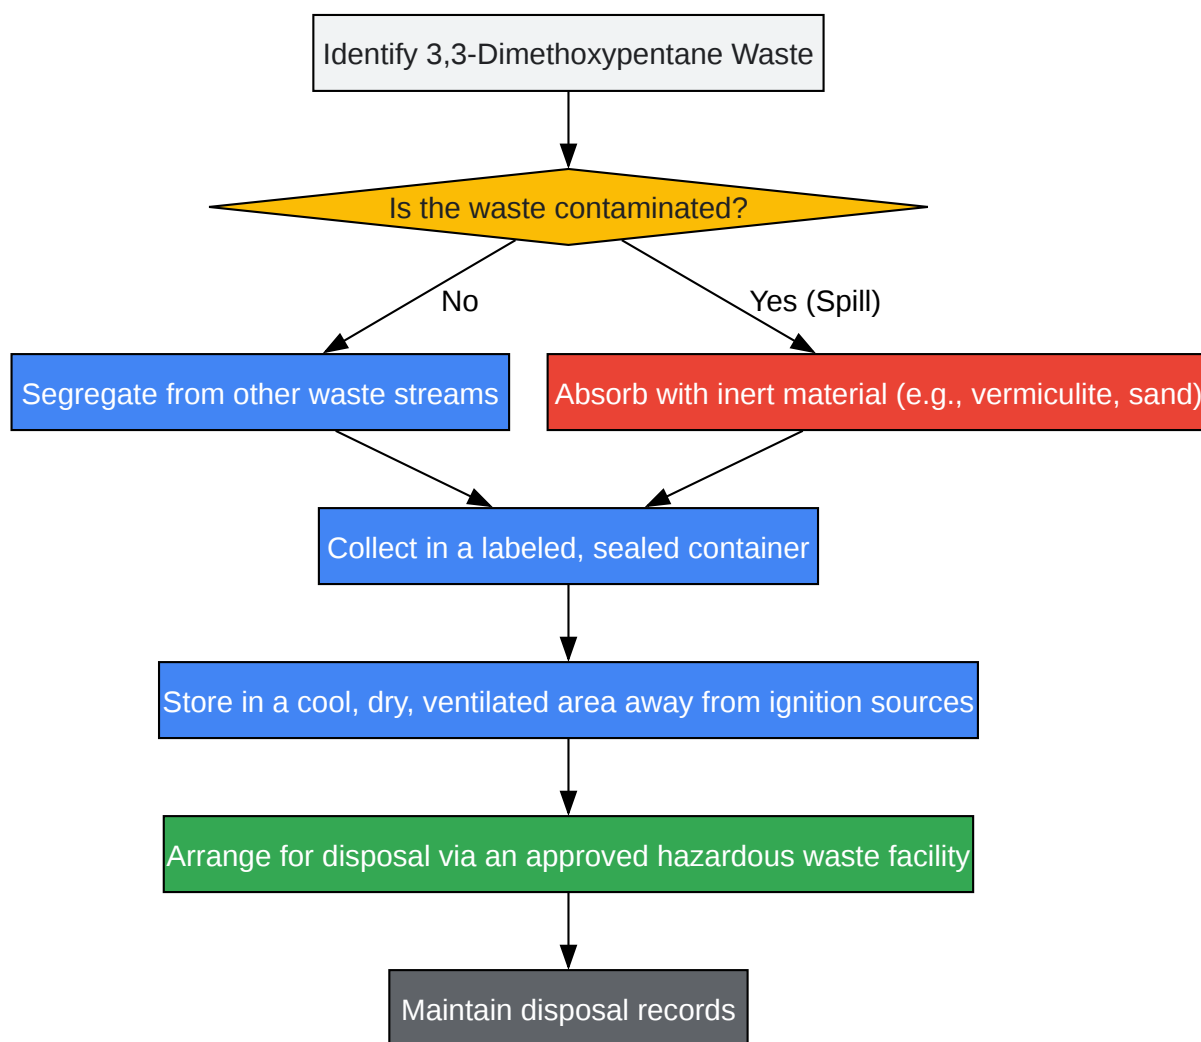 Identify 3,3-Dimethoxypentane Waste
Is the waste contaminated?
No
Yes (Spill)
Segregate from other waste streams
Absorb with inert material (e.g., vermiculite, sand)
Collect in a labeled, sealed container
Store in a cool, dry, ventilated area away from ignition sources
Arrange for disposal via an approved hazardous waste facility
Maintain disposal records